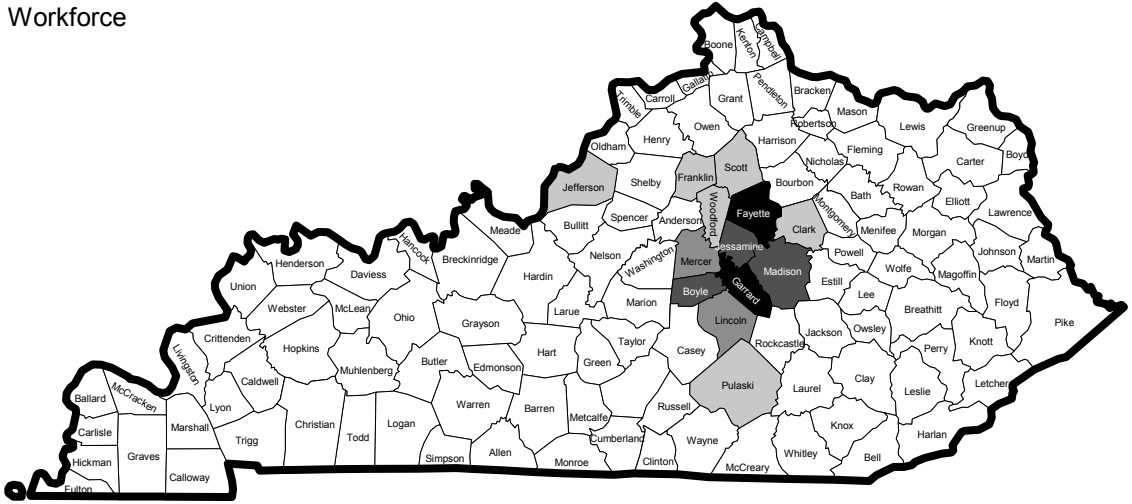 Workforce
Boone
Kenton
Campbell
Gallatin
Carroll
Trimble
Grant
Pendleton
Bracken
Mason
Robertson
Lewis
Greenup
Boyd
Carter
Owen
Henry
Oldham
Harrison
Nicholas
Fleming
Rowan
Elliott
Lawrence
Scott
Franklin
Shelby
Jefferson
Bourbon
Bath
Montgomery
Menifee
Morgan
Johnson
Martin
Fayette
Woodford
Anderson
Spencer
Bullitt
Clark
Powell
Wolfe
Magoffin
Floyd
Pike
Jessamine
Mercer
Madison
Estill
Lee
Breathitt
Knott
Washington
Nelson
Meade
Hancock
Breckinridge
Hardin
Boyle
Garrard
Marion
Larue
Lincoln
Rockcastle
Jackson
Owsley
Perry
Letcher
Leslie
Clay
Laurel
Pulaski
Casey
Taylor
Green
Hart
Grayson
Ohio
Daviess
Henderson
Union
Webster
McLean
Crittenden
Hopkins
Muhlenberg
Butler
Edmonson
Warren
Barren
Metcalfe
Russell
Wayne
Knox
Harlan
Bell
Whitley
McCreary
Clinton
Cumberland
Monroe
Allen
Simpson
Logan
Todd
Christian
Trigg
Caldwell
Lyon
Livingston
McCracken
Ballard
Carlisle
Marshall
Graves
Hickman
Calloway
Fulton